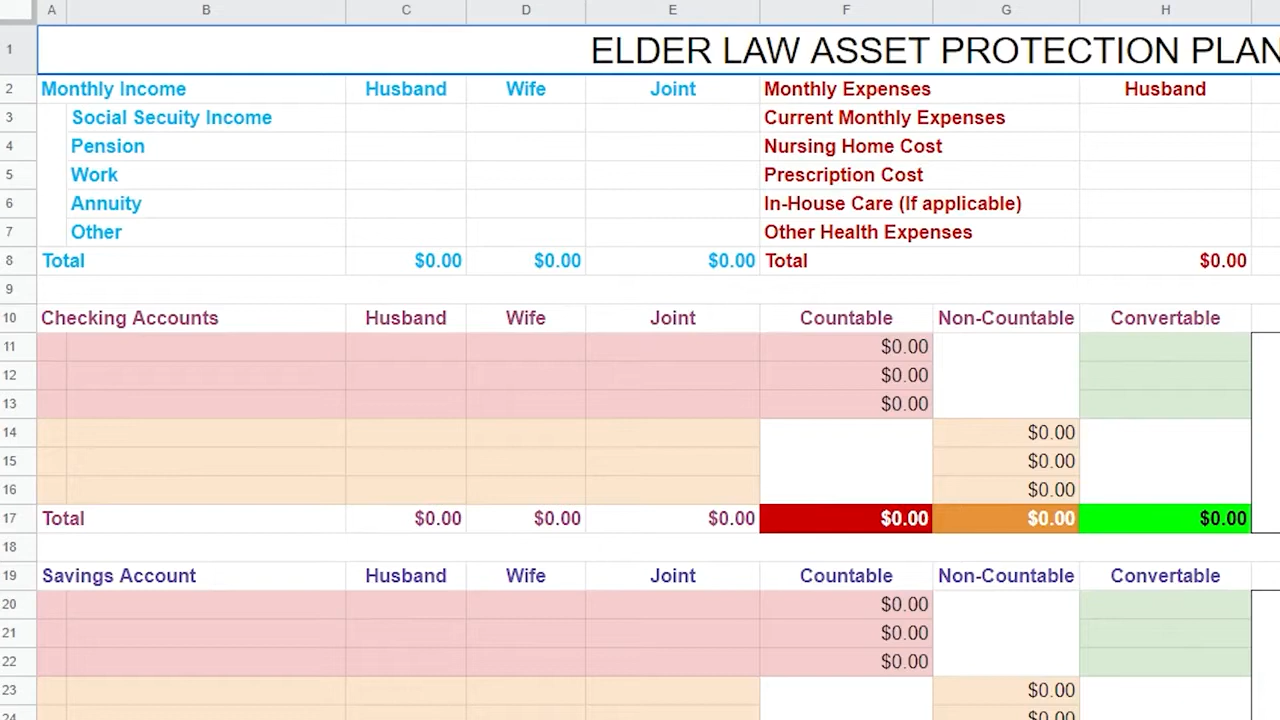 A B C D E F G H
1 ELDER LAW ASSET PROTECTION PLAN
2 Monthly Income Husband Wife Joint Monthly Expenses Husband
3 Social Secuity Income Current Monthly Expenses
4 Pension Nursing Home Cost
5 Work Prescription Cost
6 Annuity In-House Care (If applicable)
7 Other Other Health Expenses
8 Total $0.00 $0.00 $0.00 Total $0.00
9
10 Checking Accounts Husband Wife Joint Countable Non-Countable Convertable
11 $0.00
12 $0.00
13 $0.00
14 $0.00
15 $0.00
16 $0.00
17 Total $0.00 $0.00 $0.00 $0.00 $0.00 $0.00
18
19 Savings Account Husband Wife Joint Countable Non-Countable Convertable
20 $0.00
21 $0.00
22 $0.00
23 $0.00
24 $0.00